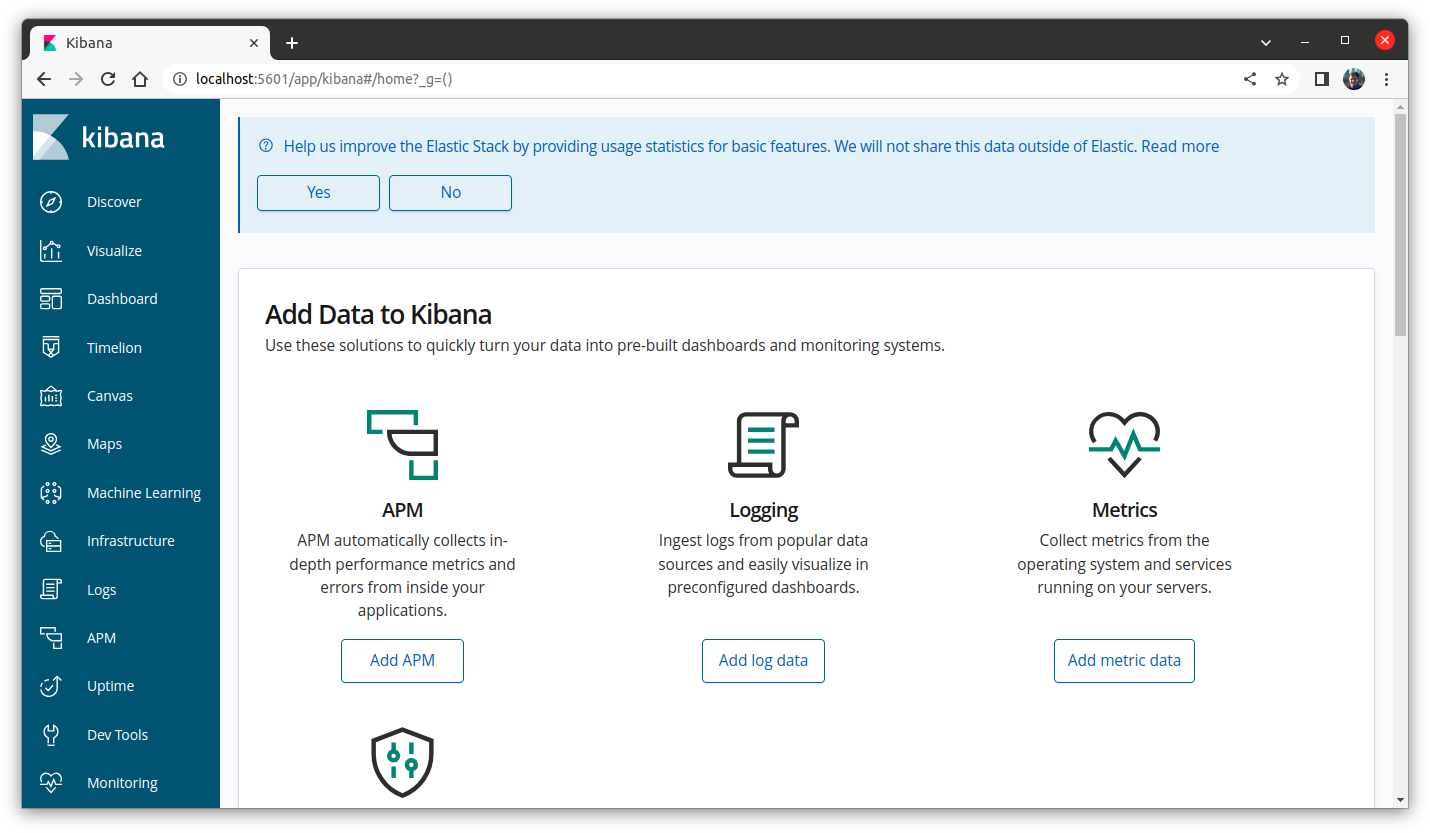 Kibana
localhost:5601/app/kibana#/home?_g=()
kibana
Discover
Visualize
Dashboard
Timelion
Canvas
Maps
Machine Learning
Infrastructure
Logs
APM
Uptime
Dev Tools
Monitoring
Help us improve the Elastic Stack by providing usage statistics for basic features. We will not share this data outside of Elastic. Read more
Yes
No
Add Data to Kibana
Use these solutions to quickly turn your data into pre-built dashboards and monitoring systems.
APM
APM automatically collects in-
depth performance metrics and
errors from inside your
applications.
Add APM
Logging
Ingest logs from popular data
sources and easily visualize in
preconfigured dashboards.
Add log data
Metrics
Collect metrics from the
operating system and services
running on your servers.
Add metric data